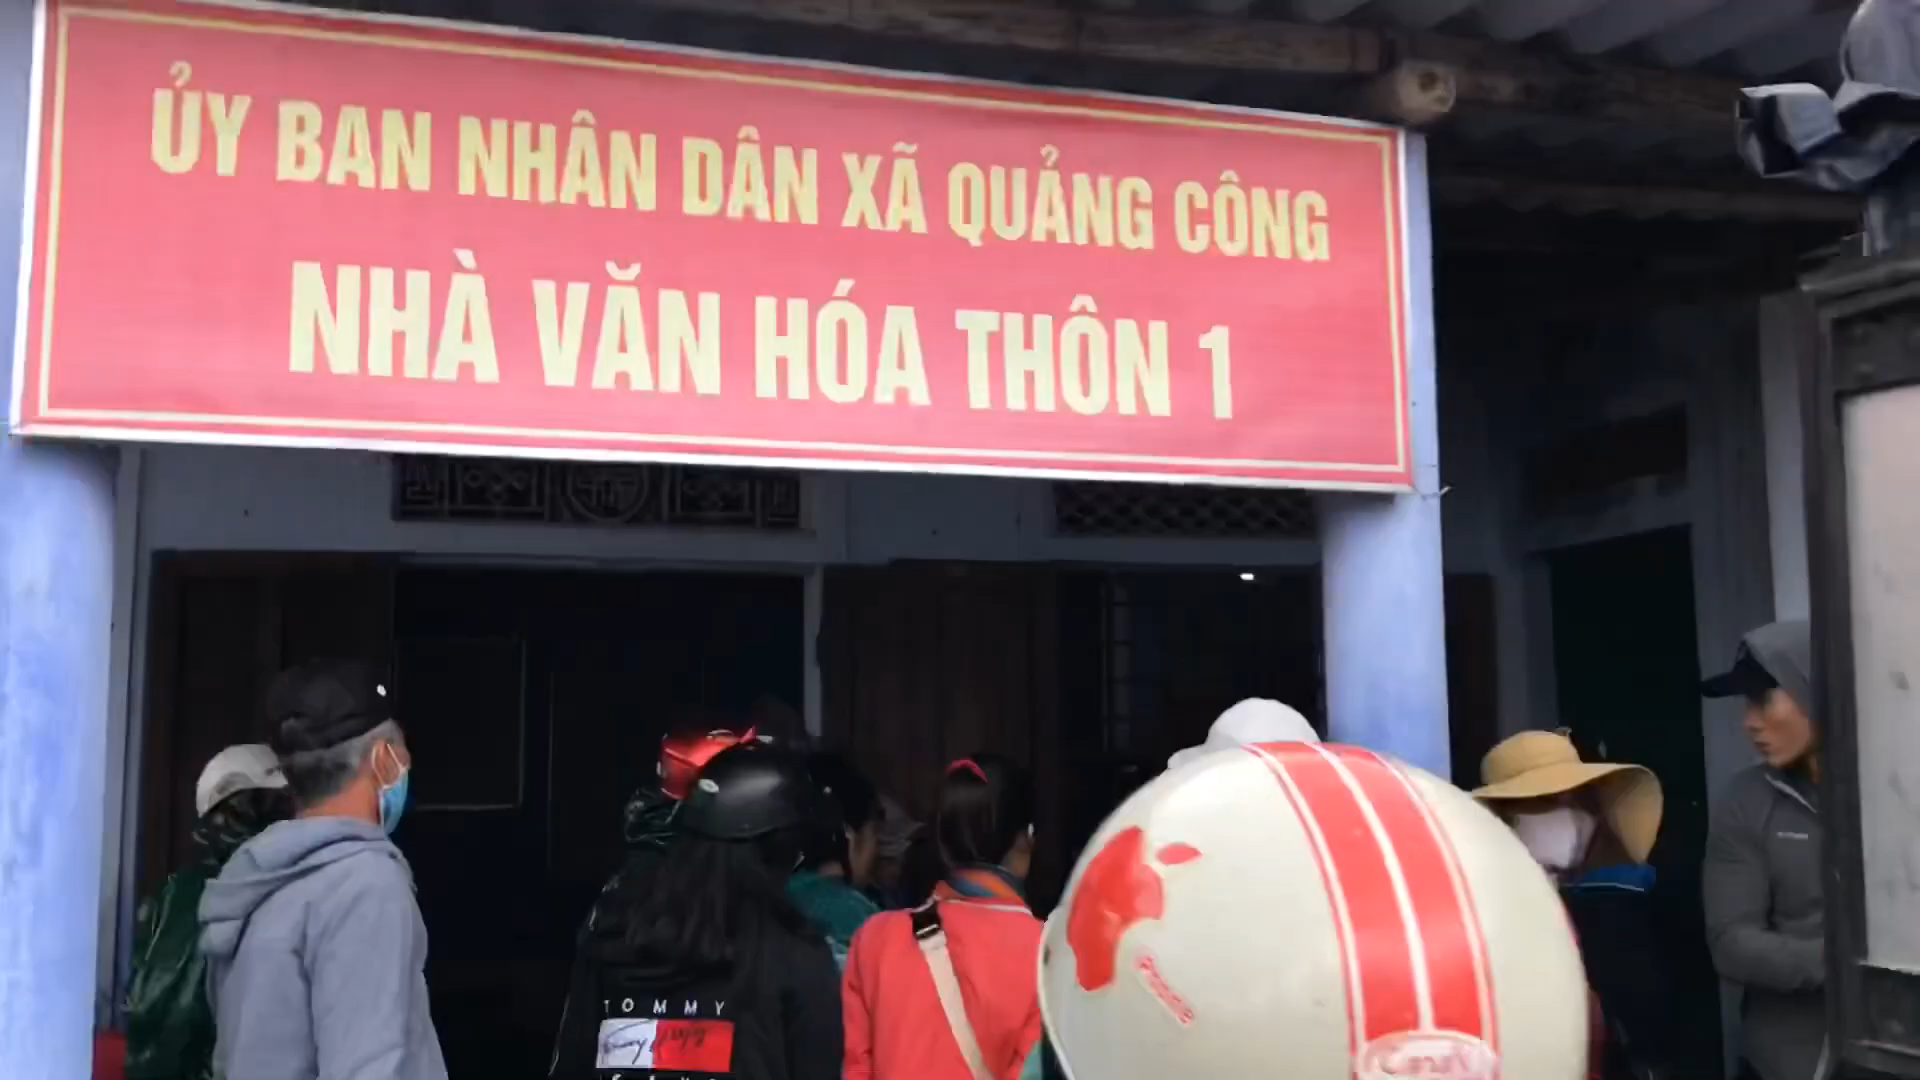 ỦY BAN NHÂN DÂN XÃ QUẢNG CÔNG
NHÀ VĂN HÓA THÔN 1
TOMMY